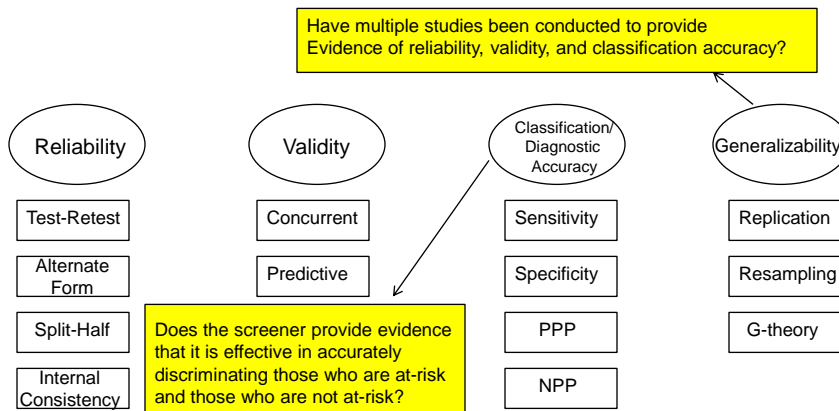 Have multiple studies been conducted to provide
Evidence of reliability, validity, and classification accuracy?
Reliability
Validity
Classification/
Diagnostic
Accuracy
Generalizability
Test-Retest
Concurrent
Sensitivity
Replication
Alternate
Form
Predictive
Specificity
Resampling
Split-Half
Does the screener provide evidence
that it is effective in accurately
discriminating those who are at-risk
and those who are not at-risk?
PPP
G-theory
Internal
Consistency
NPP